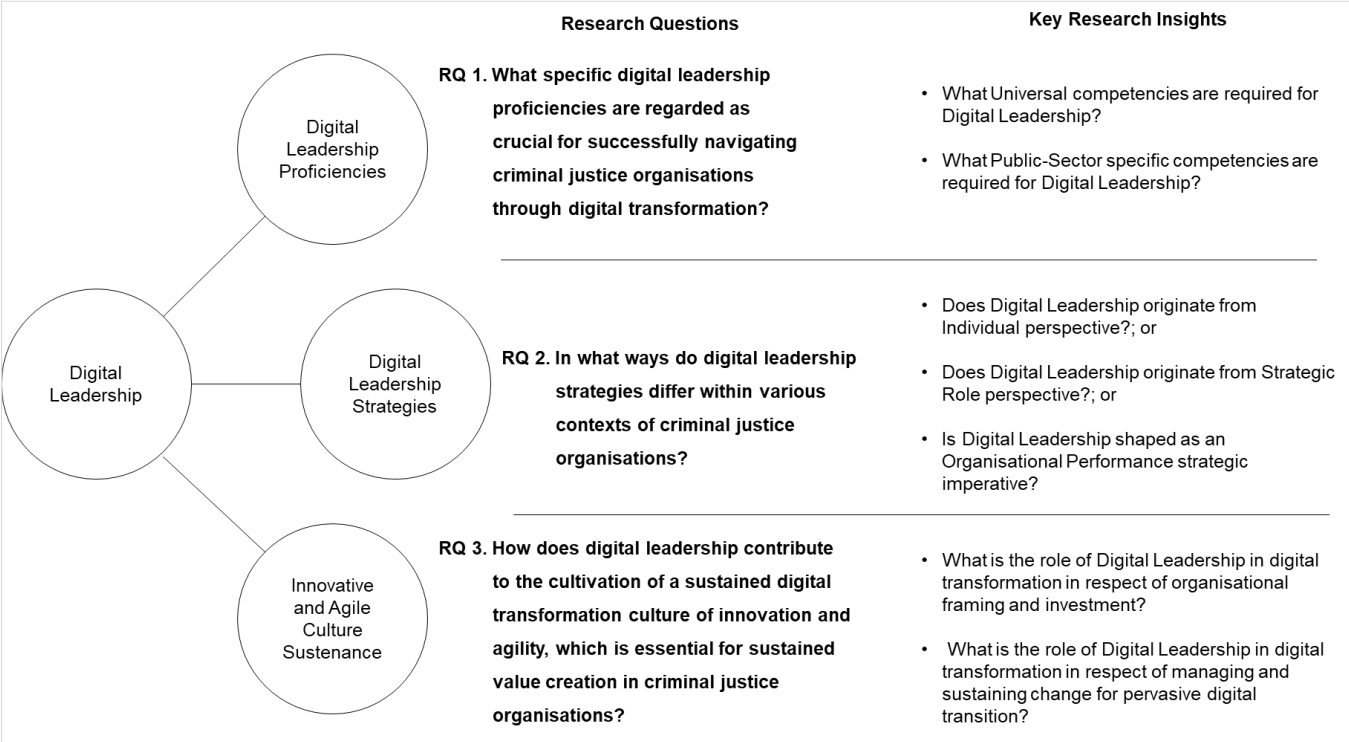 Research Questions
Key Research Insights
Digital
Leadership
Proficiencies
RQ 1. What specific digital leadership
proficiencies are regarded as
crucial for successfully navigating
criminal justice organisations
through digital transformation?
• What Universal competencies are required for
Digital Leadership?
• What Public-Sector specific competencies are
required for Digital Leadership?
Digital
Leadership
Digital
Leadership
Strategies
RQ 2. In what ways do digital leadership
strategies differ within various
contexts of criminal justice
organisations?
• Does Digital Leadership originate from
Individual perspective?; or
• Does Digital Leadership originate from Strategic
Role perspective?; or
• Is Digital Leadership shaped as an
Organisational Performance strategic
imperative?
Innovative
and Agile
Culture
Sustenance
RQ 3. How does digital leadership contribute
to the cultivation of a sustained digital
transformation culture of innovation and
agility, which is essential for sustained
value creation in criminal justice
organisations?
• What is the role of Digital Leadership in digital
transformation in respect of organisational
framing and investment?
• What is the role of Digital Leadership in digital
transformation in respect of managing and
sustaining change for pervasive digital
transition?